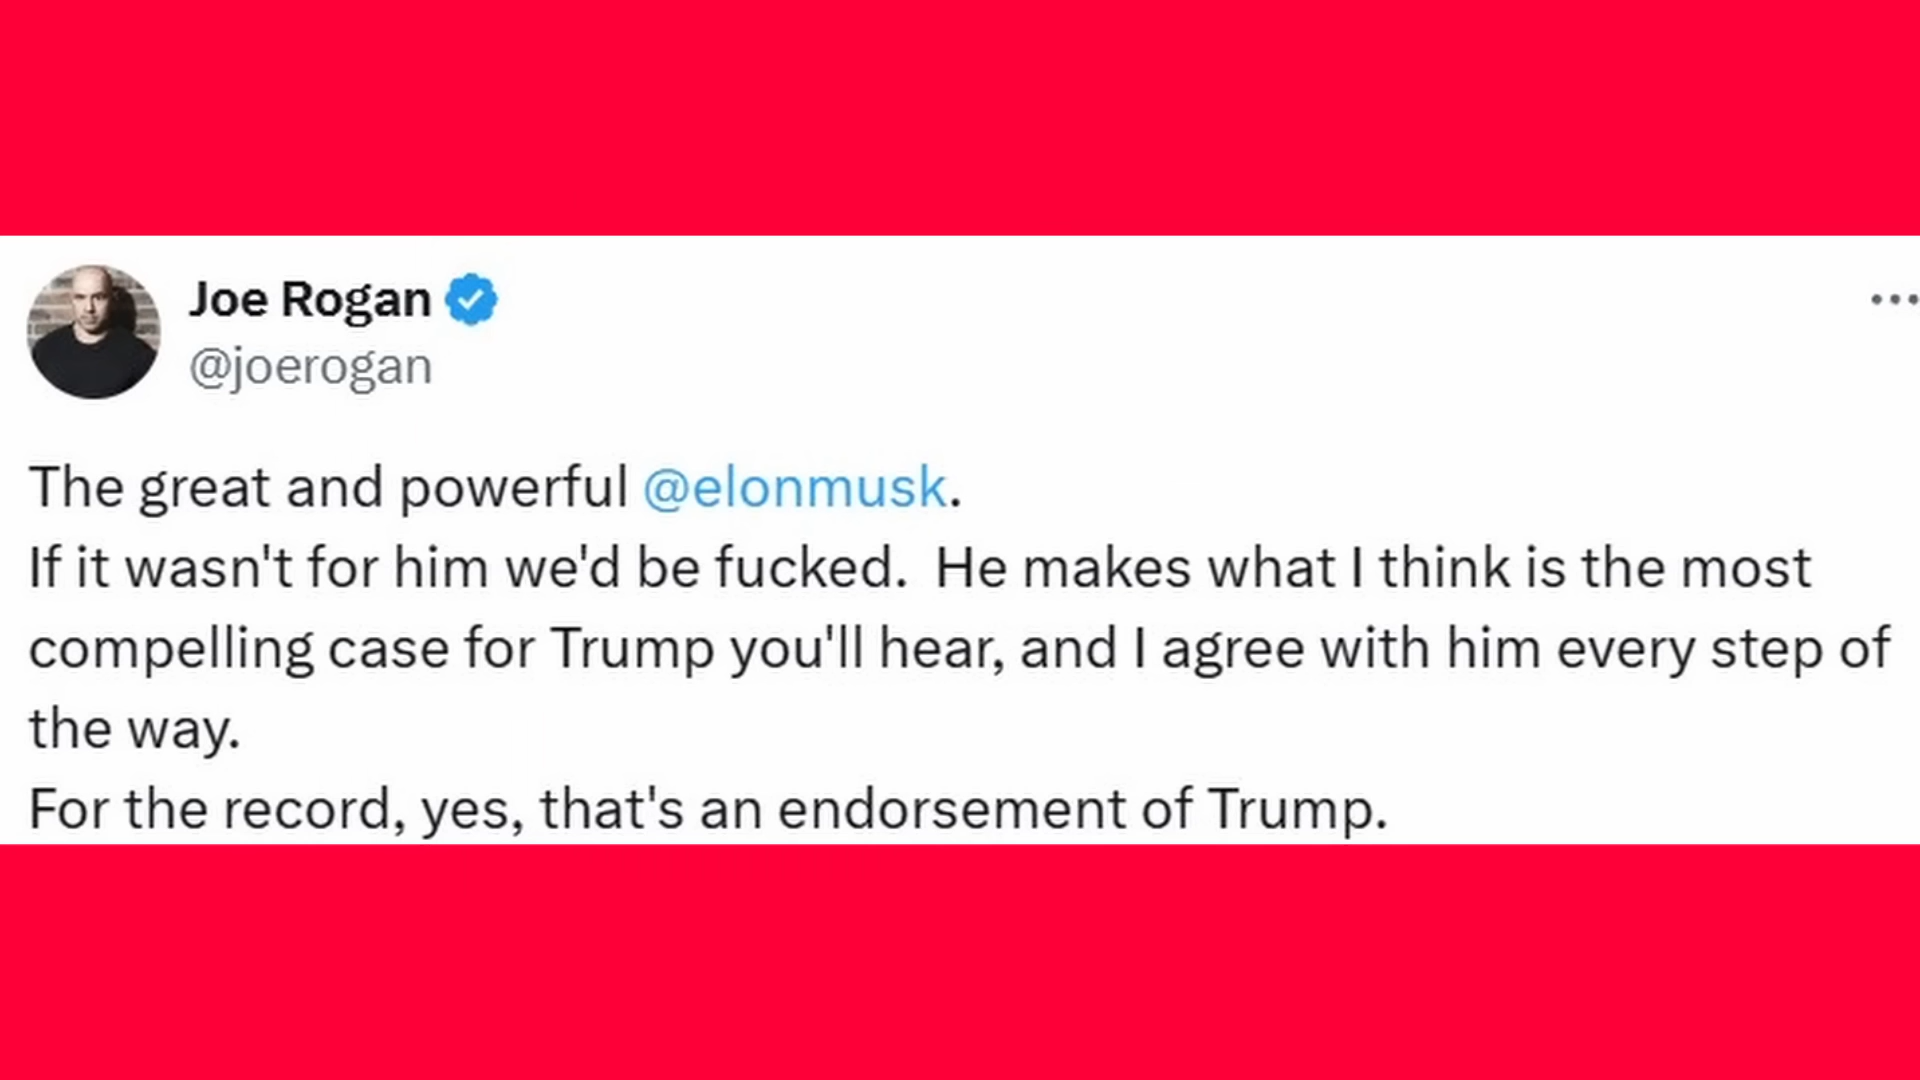 Joe Rogan
@joerogan
The great and powerful @elonmusk.
If it wasn't for him we'd be fucked.  He makes what I think is the most
compelling case for Trump you'll hear, and I agree with him every step of
the way.
For the record, yes, that's an endorsement of Trump.